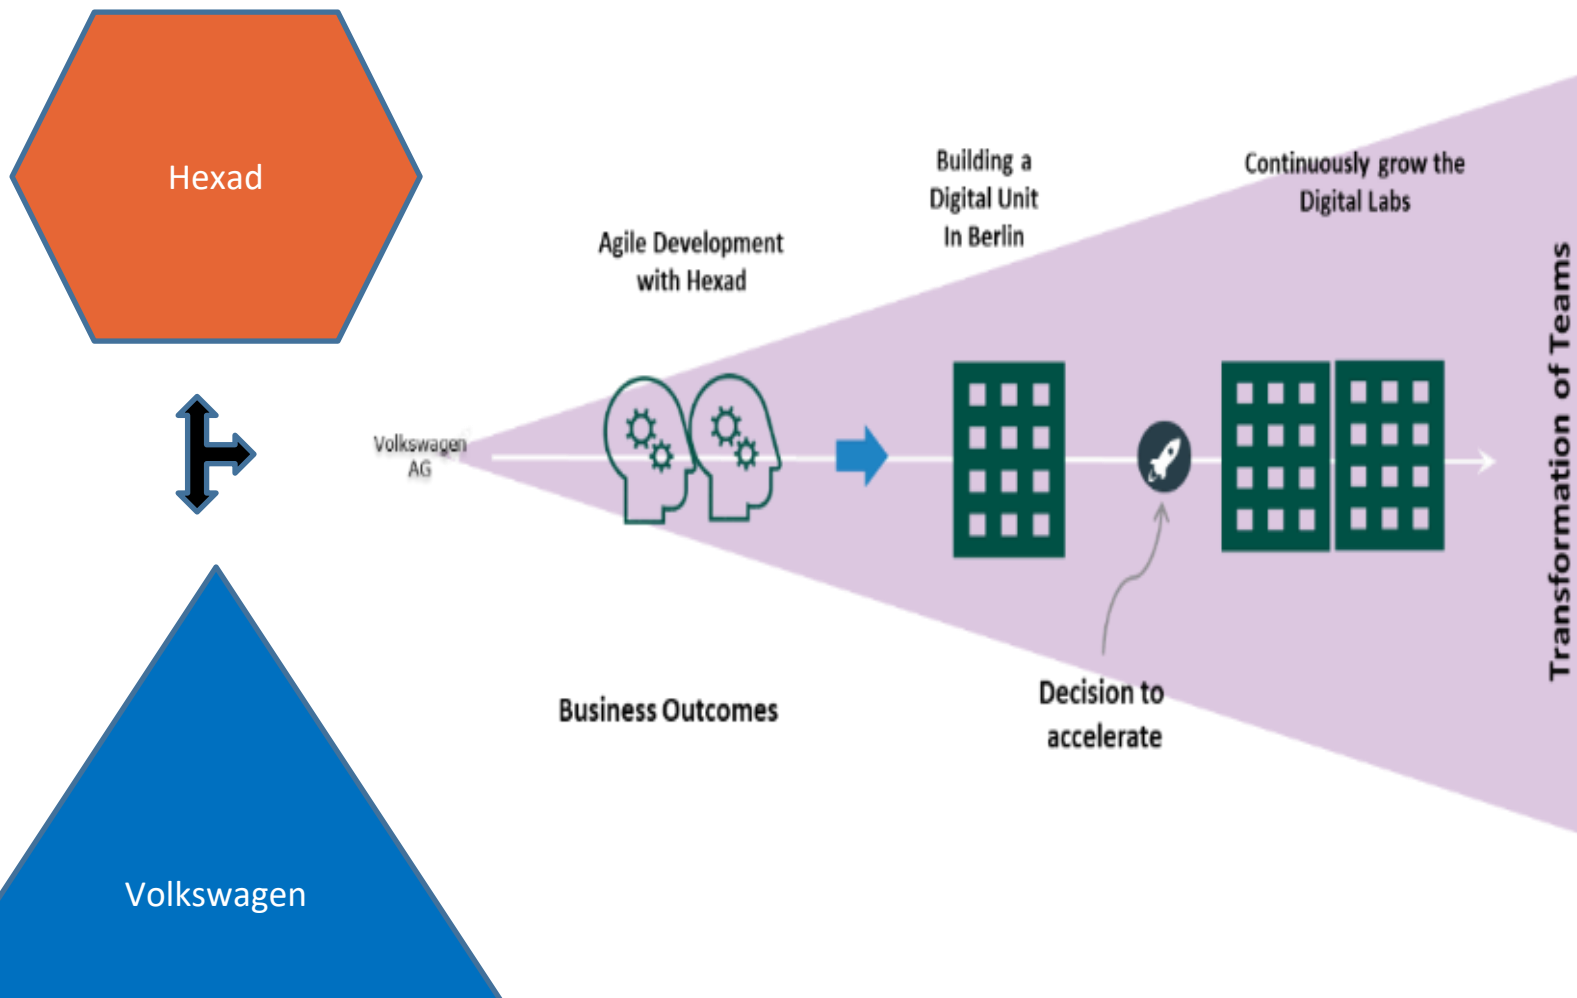 Hexad
Volkswagen
Volkswagen
AG
Agile Development
with Hexad
Building a
Digital Unit
In Berlin
Continuously grow the
Digital Labs
Business Outcomes
Decision to
accelerate
Transformation of Teams